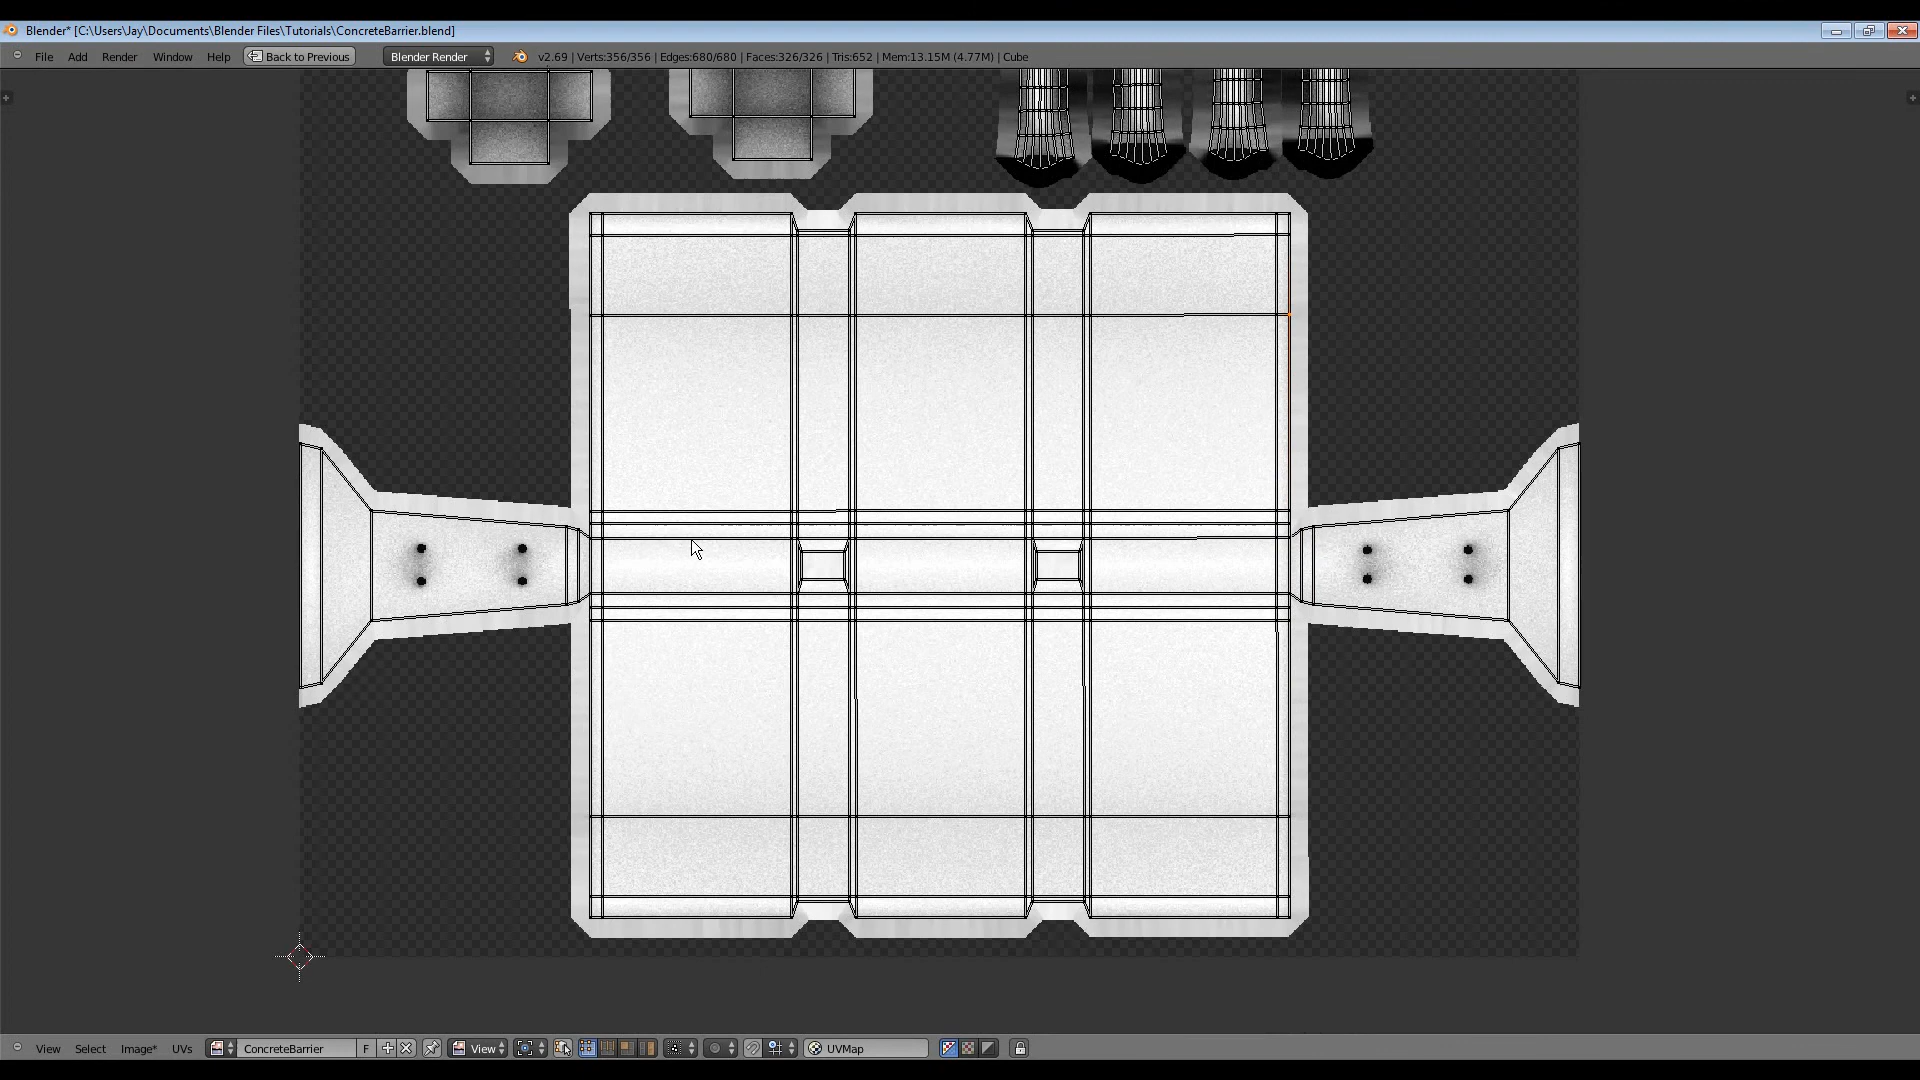 Blender* [C:\Users\Jay\Documents\Blender Files\Tutorials\ConcreteBarrier.blend]
File Add Render Window Help Back to Previous Blender Render v2.69 | Verts:356/356 | Edges:680/680 | Faces:326/326 | Tris:652 | Mem:13.15M (4.77M) | Cube
View Select Image* UVs ConcreteBarrier F View UVMap